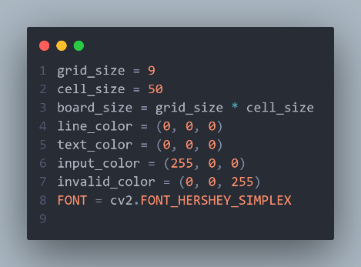 1 grid_size = 9
2 cell_size = 50
3 board_size = grid_size * cell_size
4 line_color = (0, 0, 0)
5 text_color = (0, 0, 0)
6 input_color = (255, 0, 0)
7 invalid_color = (0, 0, 255)
8 FONT = cv2.FONT_HERSHEY_SIMPLEX
9